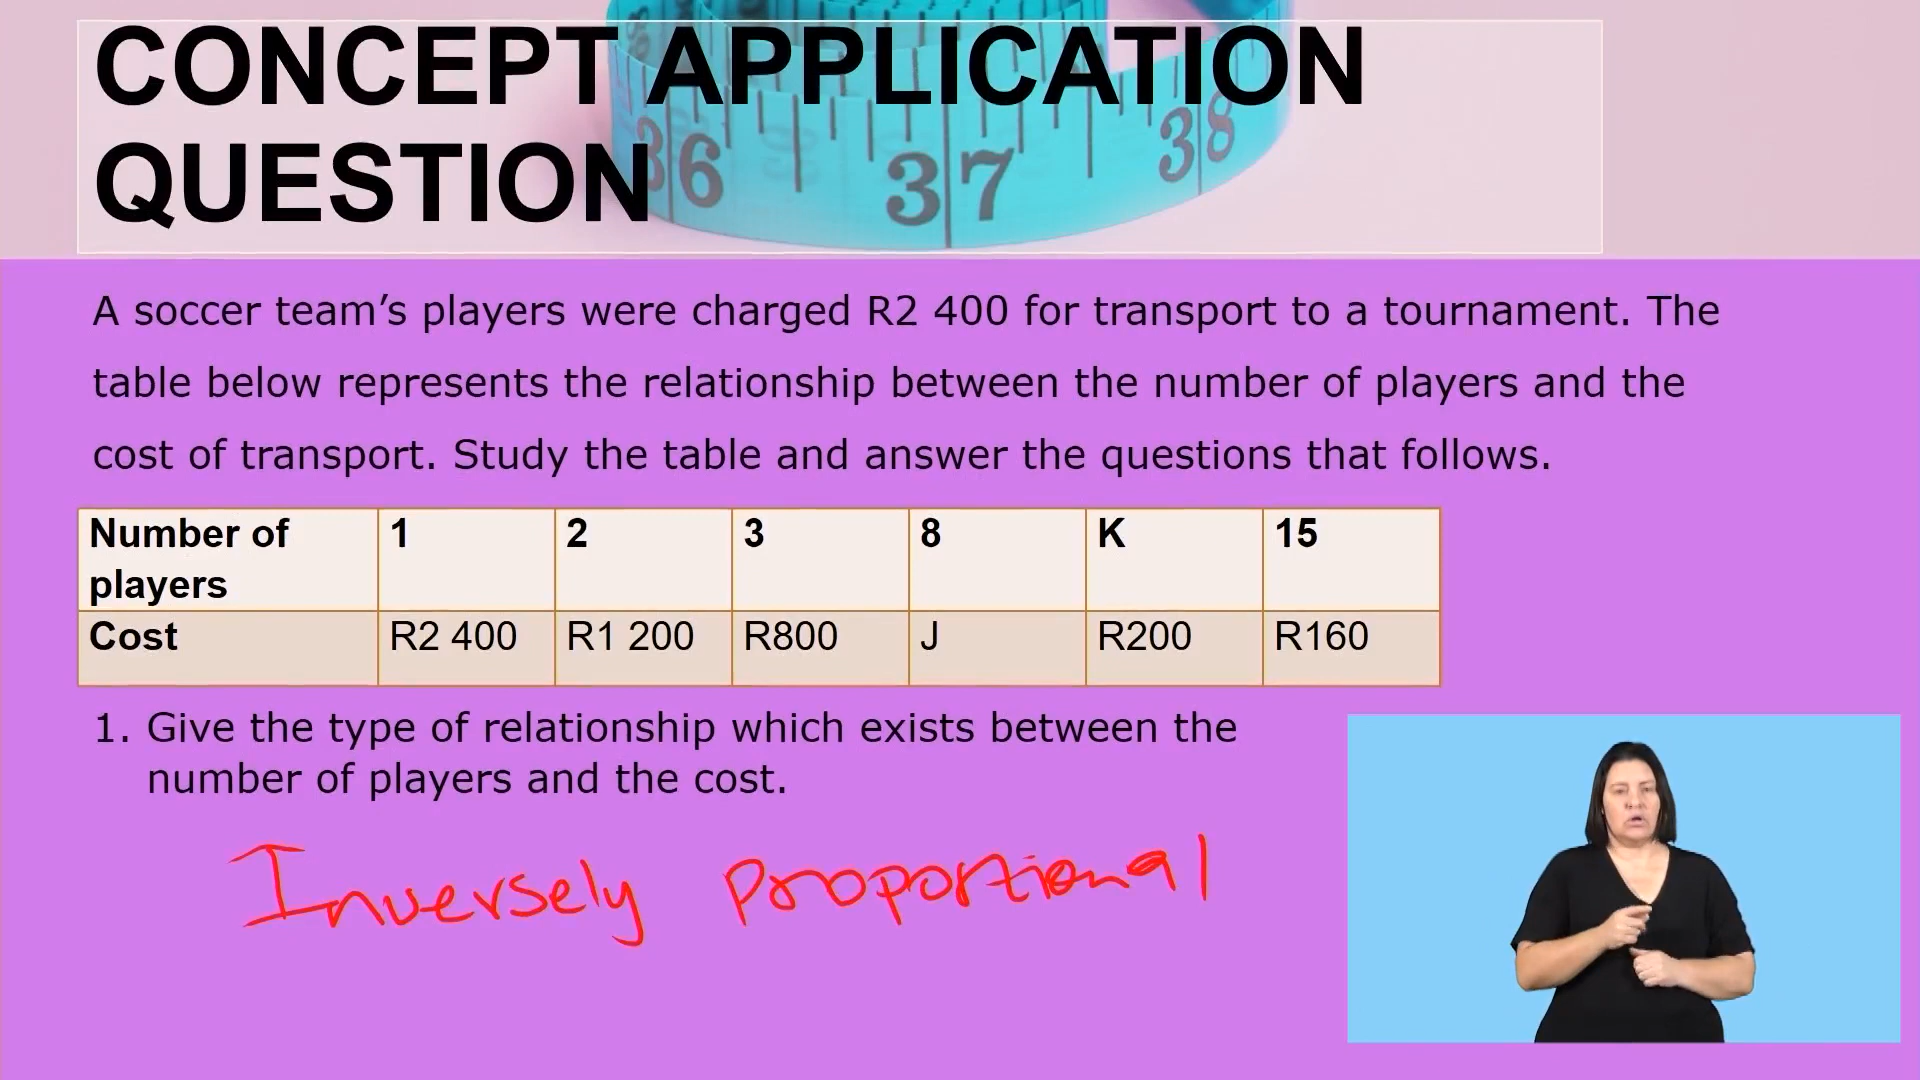 CONCEPT APPLICATION
QUESTION
36 37 38
A soccer team’s players were charged R2 400 for transport to a tournament. The
table below represents the relationship between the number of players and the
cost of transport. Study the table and answer the questions that follows.
Number of players 1 2 3 8 K 15
Cost R2 400 R1 200 R800 J R200 R160
1. Give the type of relationship which exists between the
number of players and the cost.
Inversely proportional